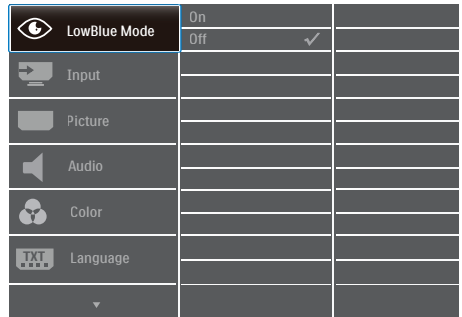 LowBlue Mode
On
Off
Input
Picture
Audio
Color
TXT
Language